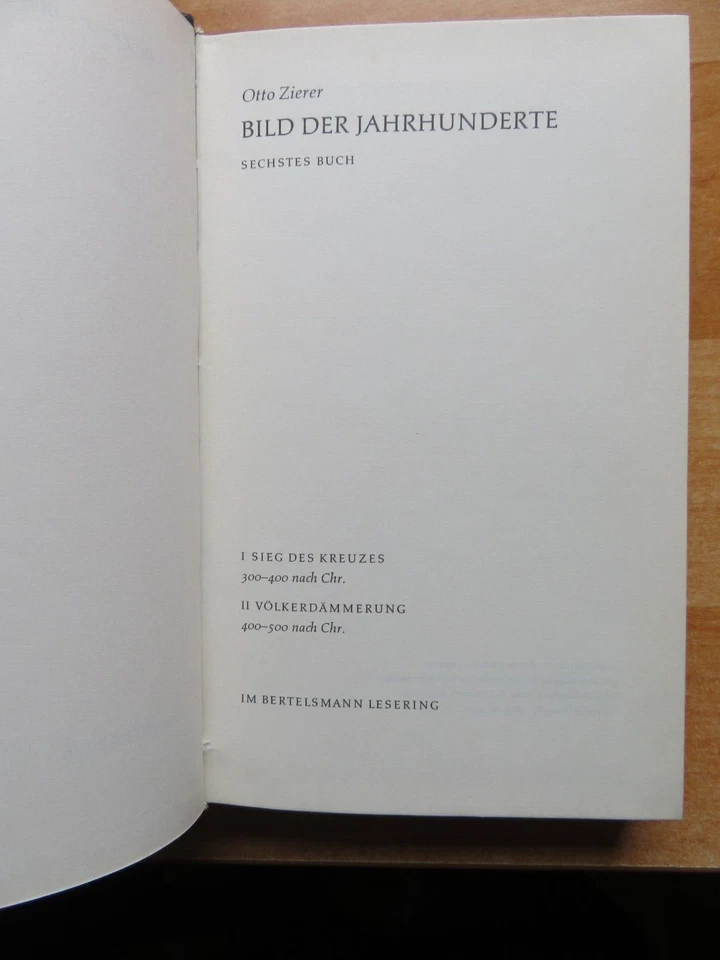 Otto Zierer
BILD DER JAHRHUNDERTE
SECHSTES BUCH
I SIEG DES KREUZES
300–400 nach Chr.
II VÖLKERDÄMMERUNG
400–500 nach Chr.
IM BERTELSMANN LESERING